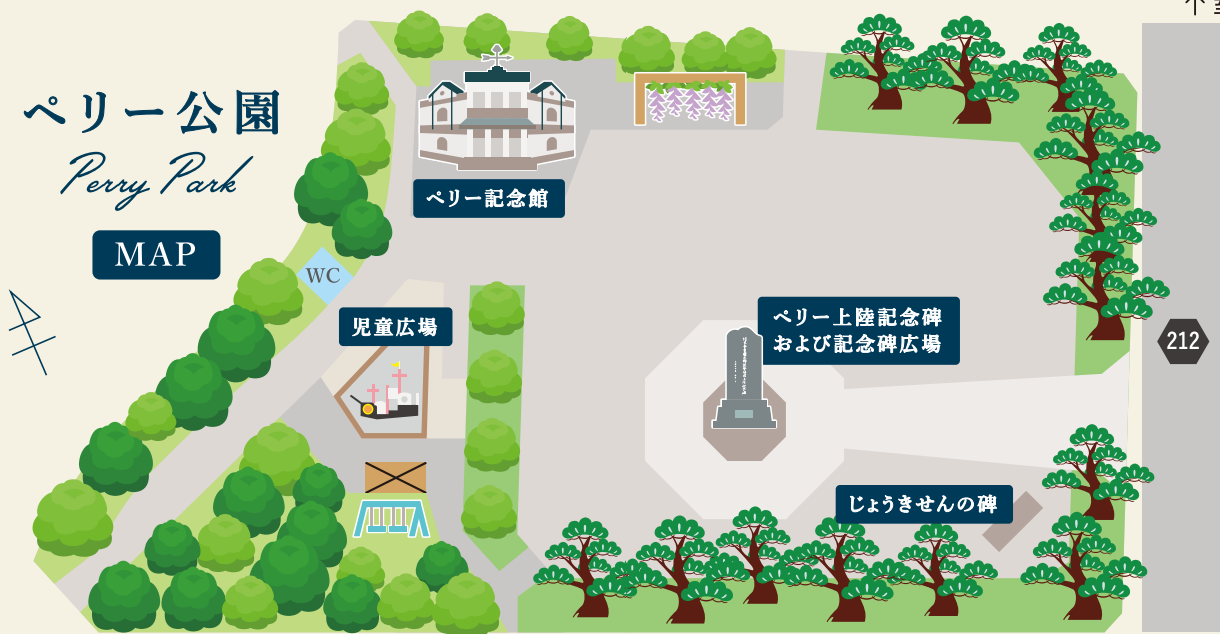 ペリー公園
Perry Park
MAP
ペリー記念館
WC
児童広場
ペリー上陸記念碑
および記念碑広場
212
じょうきせんの碑